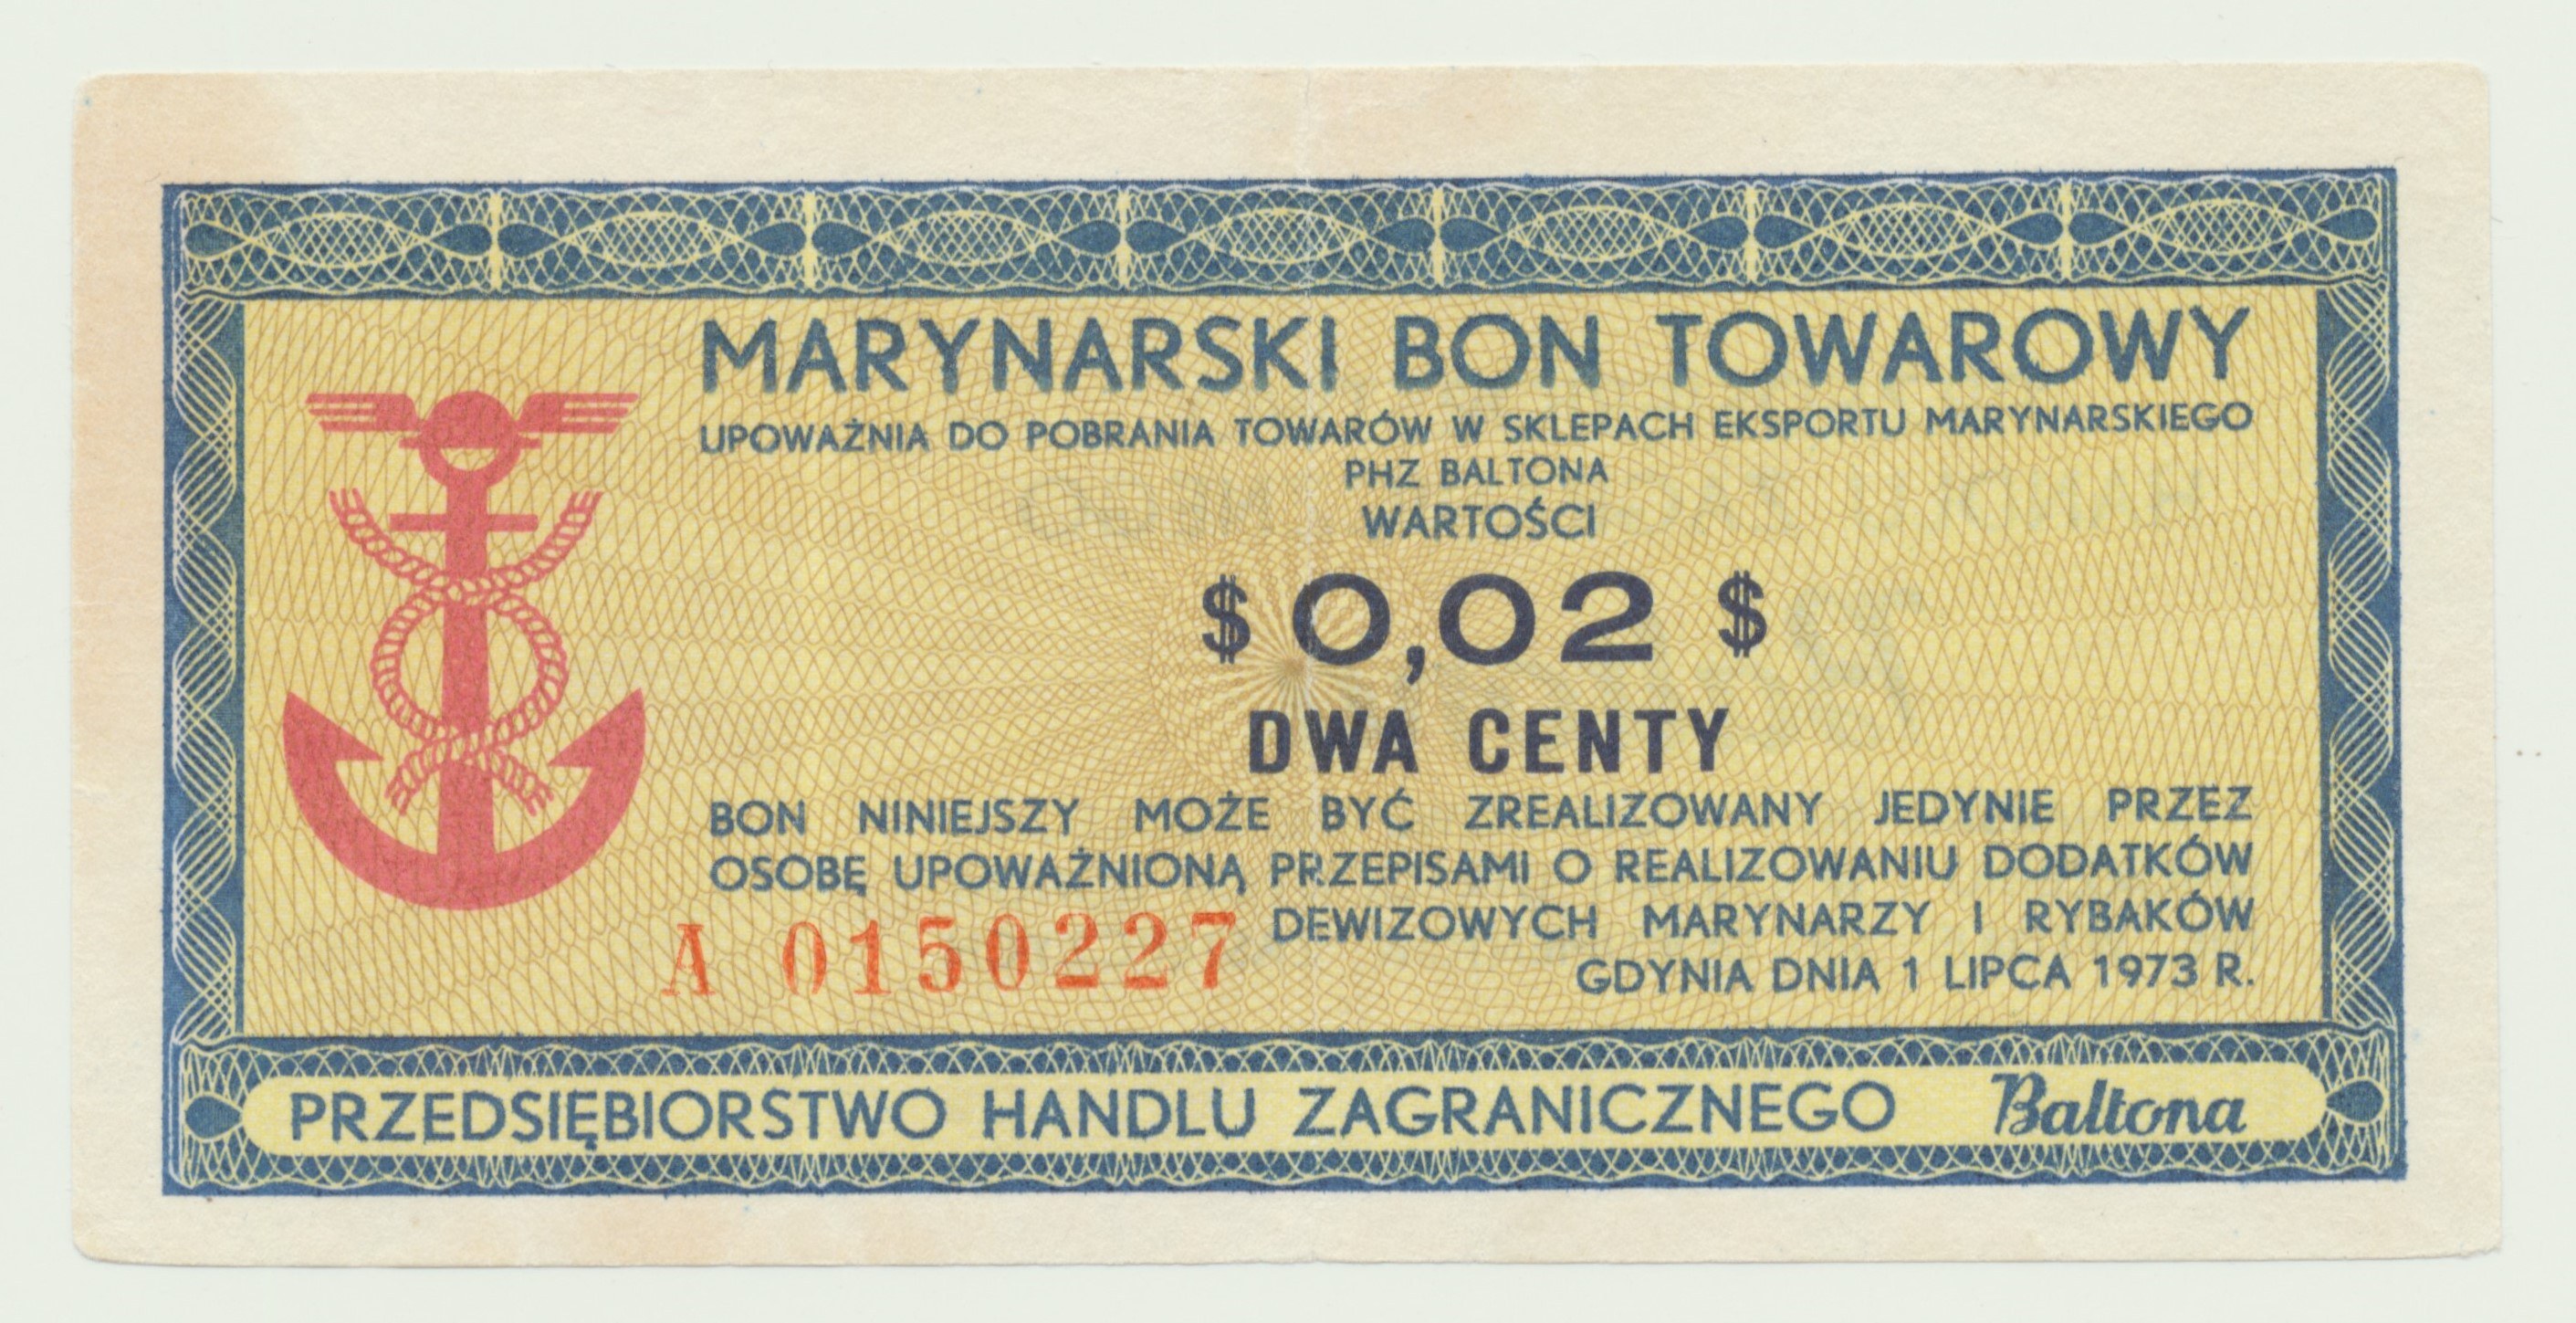 MARYNARSKI BON TOWAROWY
UPOWAŻNIA DO POBRANIA TOWARÓW W SKLEPACH EKSPORTU MARYNARSKIEGO
PHZ BALTONA
WARTOŚCI
$ 0,02 $
DWA CENTY
BON NINIEJSZY MOŻE BYĆ ZREALIZOWANY JEDYNIE PRZEZ
OSOBĘ UPOWAŻNIONĄ PRZEPISAMI O REALIZOWANIU DODATKÓW
DEWIZOWYCH MARYNARZY I RYBAKÓW
A 0150227
GDYNIA DNIA 1 LIPCA 1973 R.
PRZEDSIĘBIORSTWO HANDLU ZAGRANICZNEGO Baltona